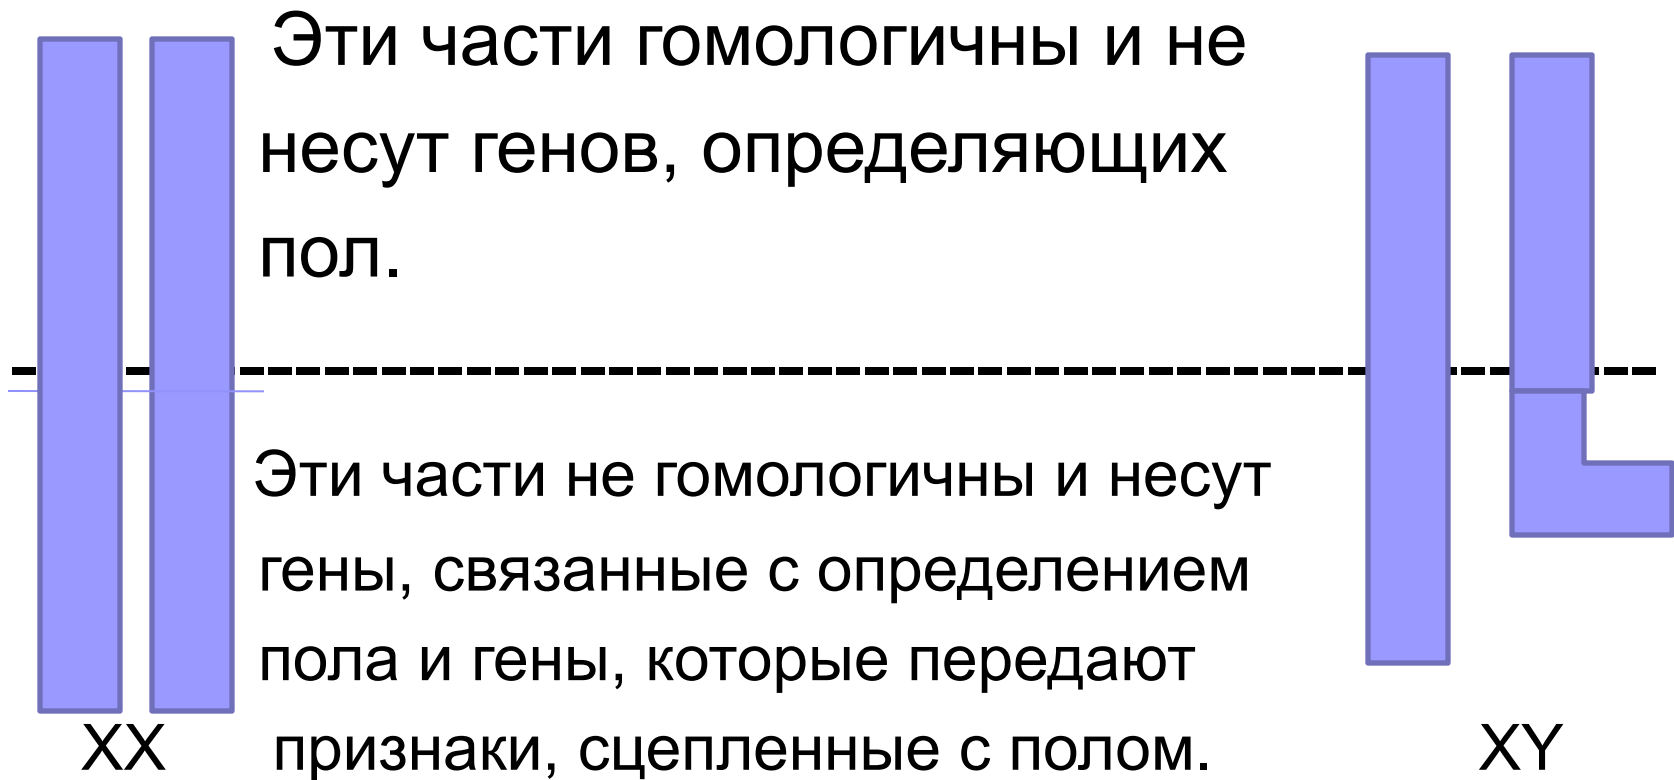 Эти части гомологичны и не
несут генов, определяющих
пол.
Эти части не гомологичны и несут
гены, связанные с определением
пола и гены, которые передают
признаки, сцепленные с полом.
XX
XY